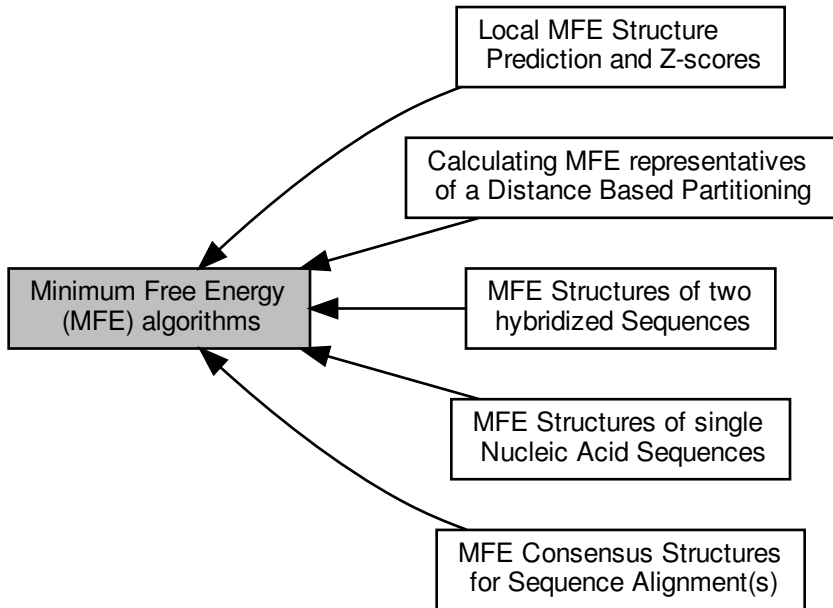 Local MFE Structure
Prediction and Z-scores
Calculating MFE representatives
of a Distance Based Partitioning
Minimum Free Energy
(MFE) algorithms
MFE Structures of two
hybridized Sequences
MFE Structures of single
Nucleic Acid Sequences
MFE Consensus Structures
for Sequence Alignment(s)